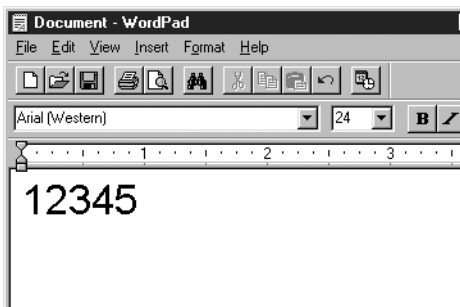 Document - WordPad
File Edit View Insert Format Help
Arial (Western) 24 B I
1 2 3
12345